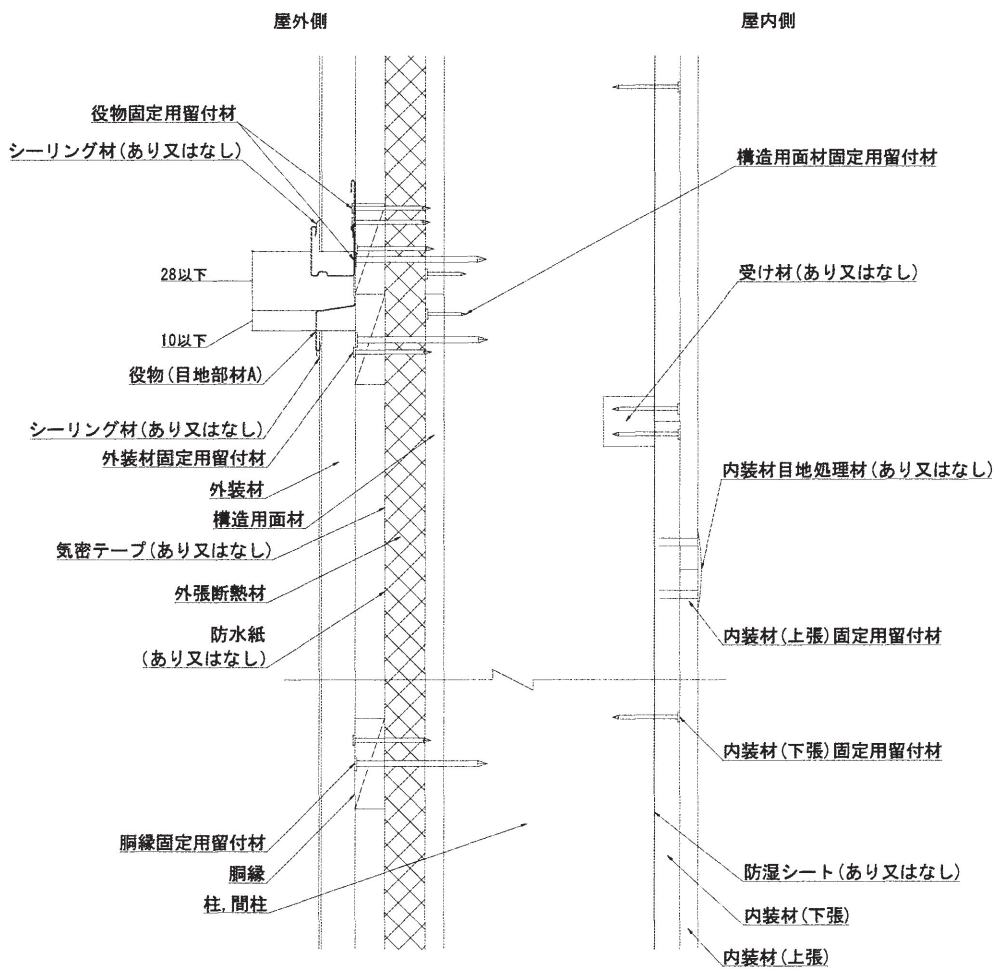 屋外側
屋内側
役物固定用留付材
シーリング材(あり又はなし)
28以下
10以下
役物(目地部材A)
シーリング材(あり又はなし)
外装材固定用留付材
外装材
構造用面材
気密テープ(あり又はなし)
外張断熱材
防水紙
(あり又はなし)
胴縁固定用留付材
胴縁
柱,間柱
構造用面材固定用留付材
受け材(あり又はなし)
内装材目地処理材(あり又はなし)
内装材(上張)固定用留付材
内装材(下張)固定用留付材
防湿シート(あり又はなし)
内装材(下張)
内装材(上張)